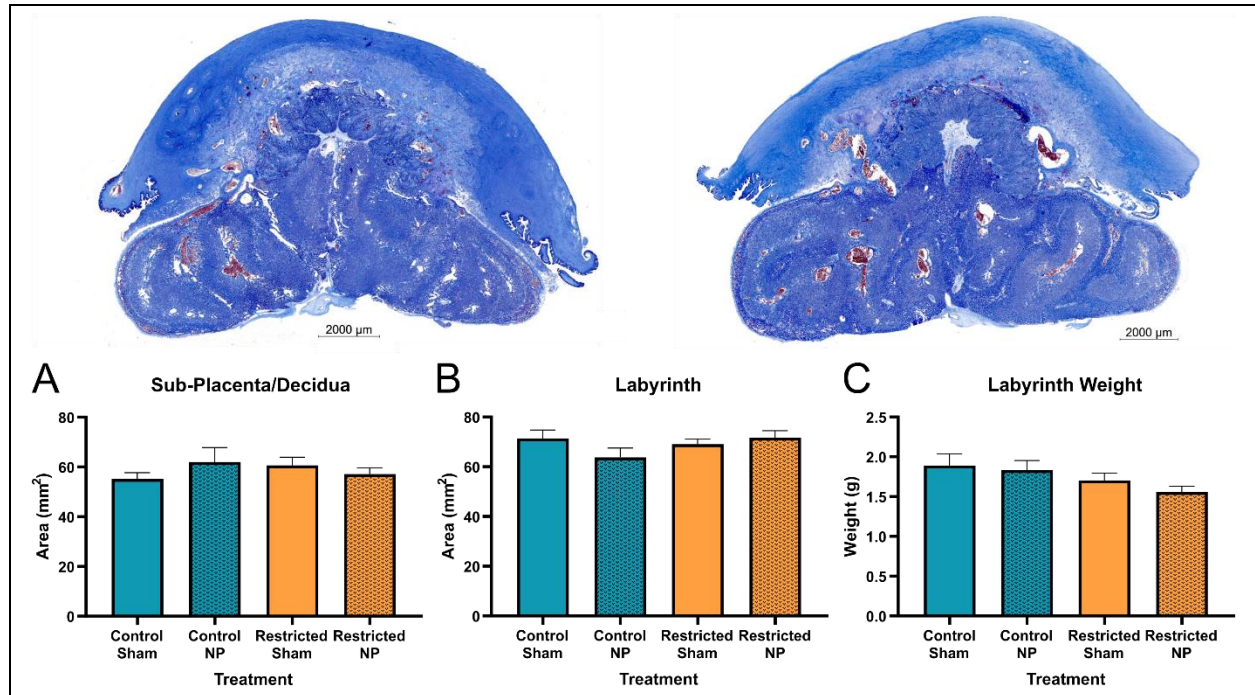 2000 µm
2000 µm
A
Sub-Placenta/Decidua
80
60
40
20
0
Area (mm²)
Control
Sham
Control
NP
Restricted
Sham
Restricted
NP
Treatment
B
Labyrinth
80
60
40
20
0
Area (mm²)
Control
Sham
Control
NP
Restricted
Sham
Restricted
NP
Treatment
C
Labyrinth Weight
2.5
2.0
1.5
1.0
0.5
0.0
Weight (g)
Control
Sham
Control
NP
Restricted
Sham
Restricted
NP
Treatment